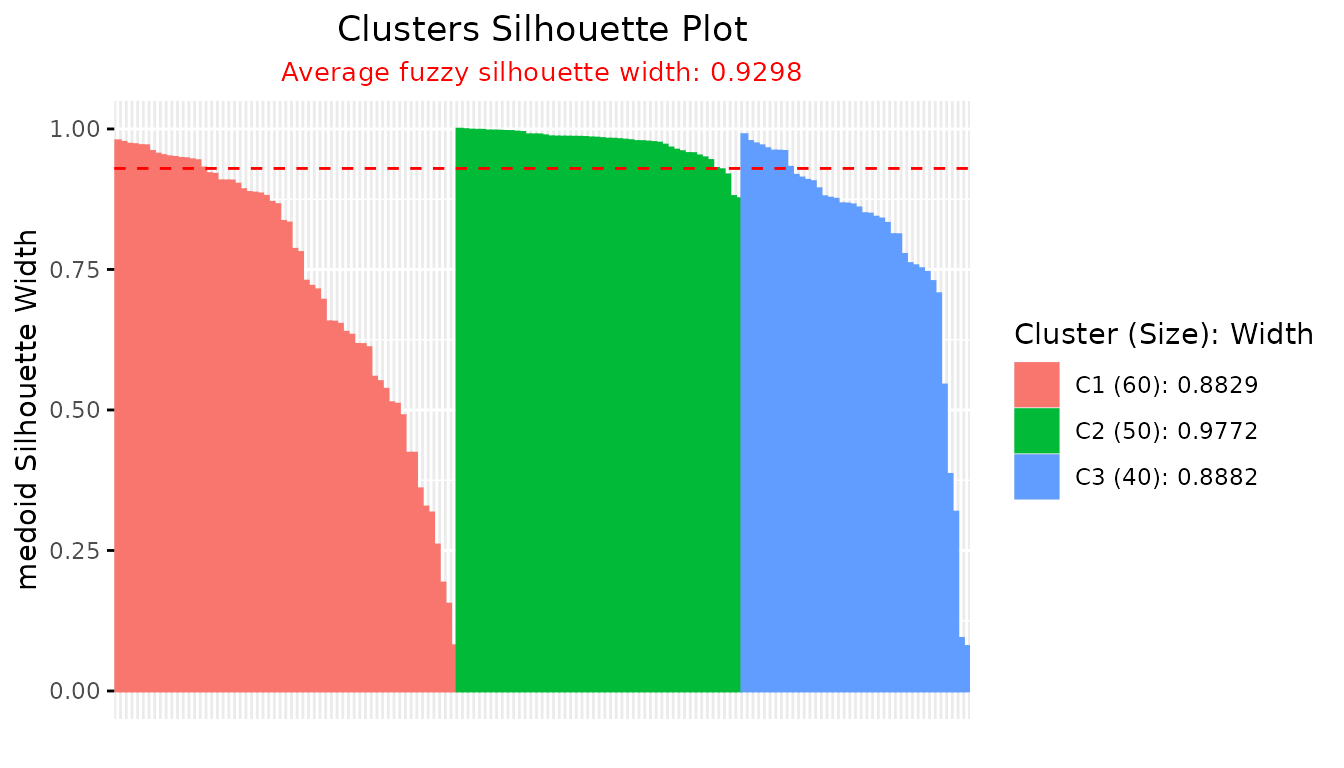 Clusters Silhouette Plot
Average fuzzy silhouette width: 0.9298
medoid Silhouette Width
1.00
0.75
0.50
0.25
0.00
Cluster (Size): Width
C1 (60): 0.8829
C2 (50): 0.9772
C3 (40): 0.8882